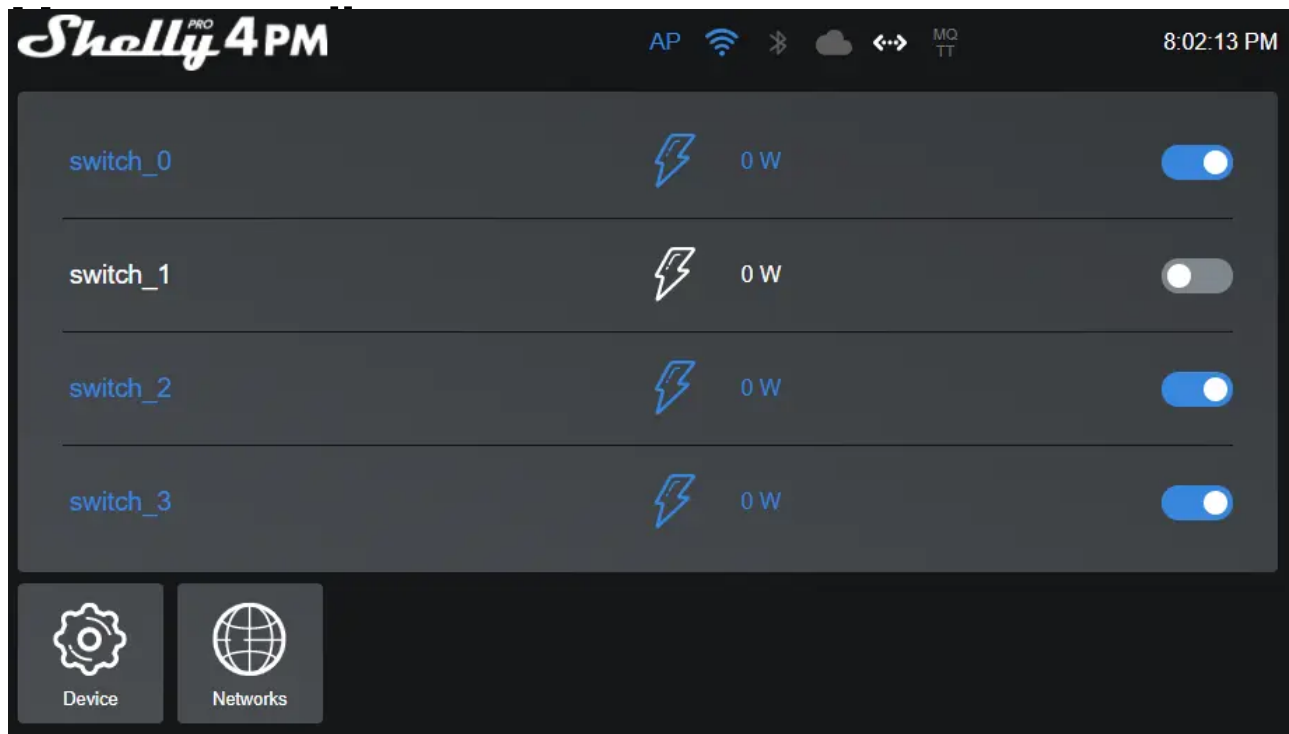 Shelly PRO 4PM
AP
MQ
TT
8:02:13 PM
switch_0 0 W
switch_1 0 W
switch_2 0 W
switch_3 0 W
Device
Networks